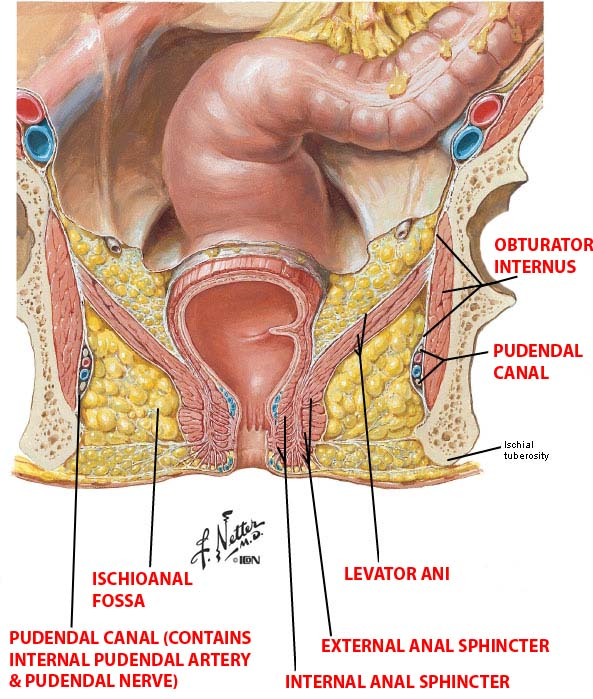 OBTURATOR
INTERNUS
PUDENDAL
CANAL
Ischial
tuberosity
F. Netter
M.D.
© ICON
ISCHIOANAL
FOSSA
LEVATOR ANI
PUDENDAL CANAL (CONTAINS
INTERNAL PUDENDAL ARTERY
& PUDENDAL NERVE)
EXTERNAL ANAL SPHINCTER
INTERNAL ANAL SPHINCTER